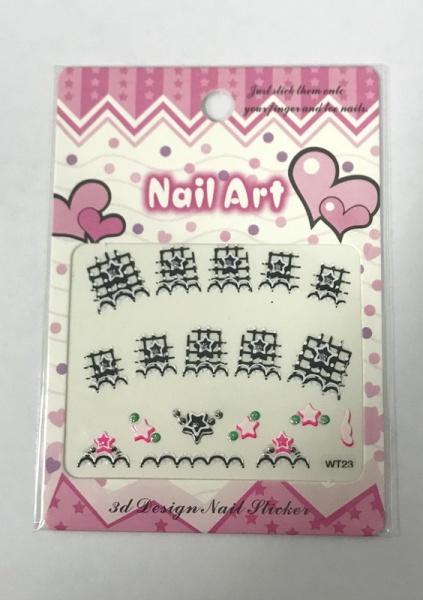 Just stick them onto
your finger and toe nails.
Nail Art
WT23
3d Design Nail Sticker